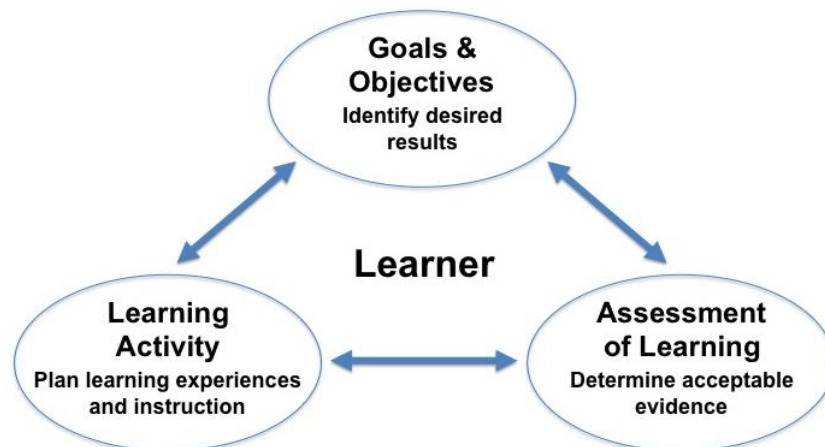 Goals &
Objectives
Identify desired
results
Learner
Learning
Activity
Plan learning experiences
and instruction
Assessment
of Learning
Determine acceptable
evidence